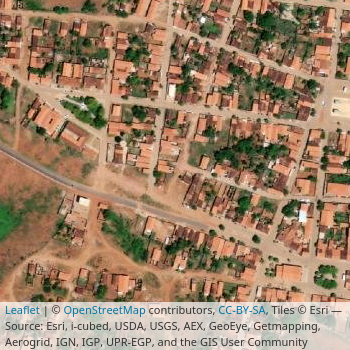 Leaflet | © OpenStreetMap contributors, CC-BY-SA, Tiles © Esri —
Source: Esri, i-cubed, USDA, USGS, AEX, GeoEye, Getmapping,
Aerogrid, IGN, IGP, UPR-EGP, and the GIS User Community